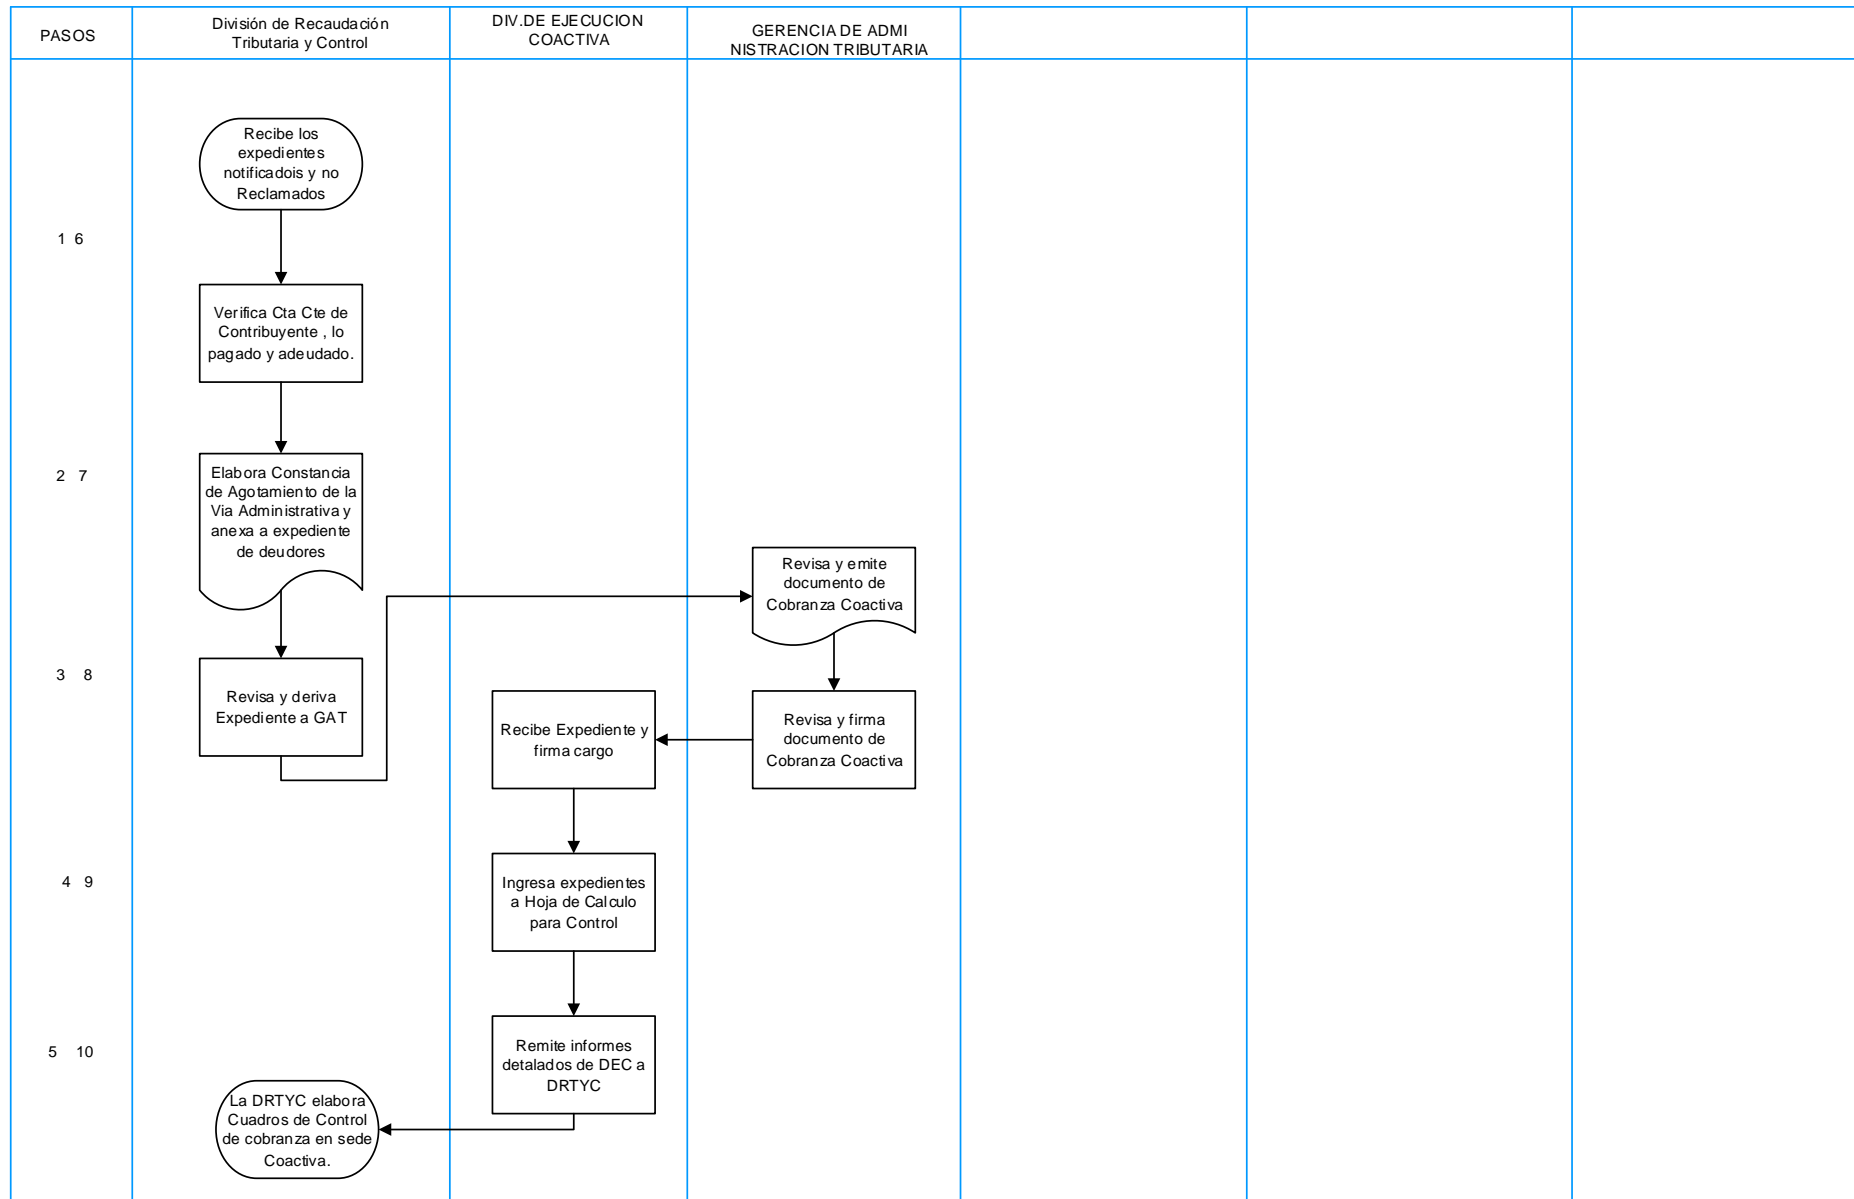 PASOS
División de Recaudación
Tributaria y Control
DIV.DE EJECUCION
COACTIVA
GERENCIA DE ADMI
NISTRACION TRIBUTARIA
Recibe los
expedientes
notificadois y no
Reclamados
1 6
Verifica Cta Cte de
Contribuyente , lo
pagado y adeudado.
2 7
Elabora Constancia
de Agotamiento de la
Via Administrativa y
anexa a expediente
de deudores
Revisa y emite
documento de
Cobranza Coactiva
3 8
Revisa y deriva
Expediente a GAT
Recibe Expediente y
firma cargo
Revisa y firma
documento de
Cobranza Coactiva
4 9
Ingresa expedientes
a Hoja de Calculo
para Control
5 10
Remite informes
detalados de DEC a
DRTYC
La DRTYC elabora
Cuadros de Control
de cobranza en sede
Coactiva.